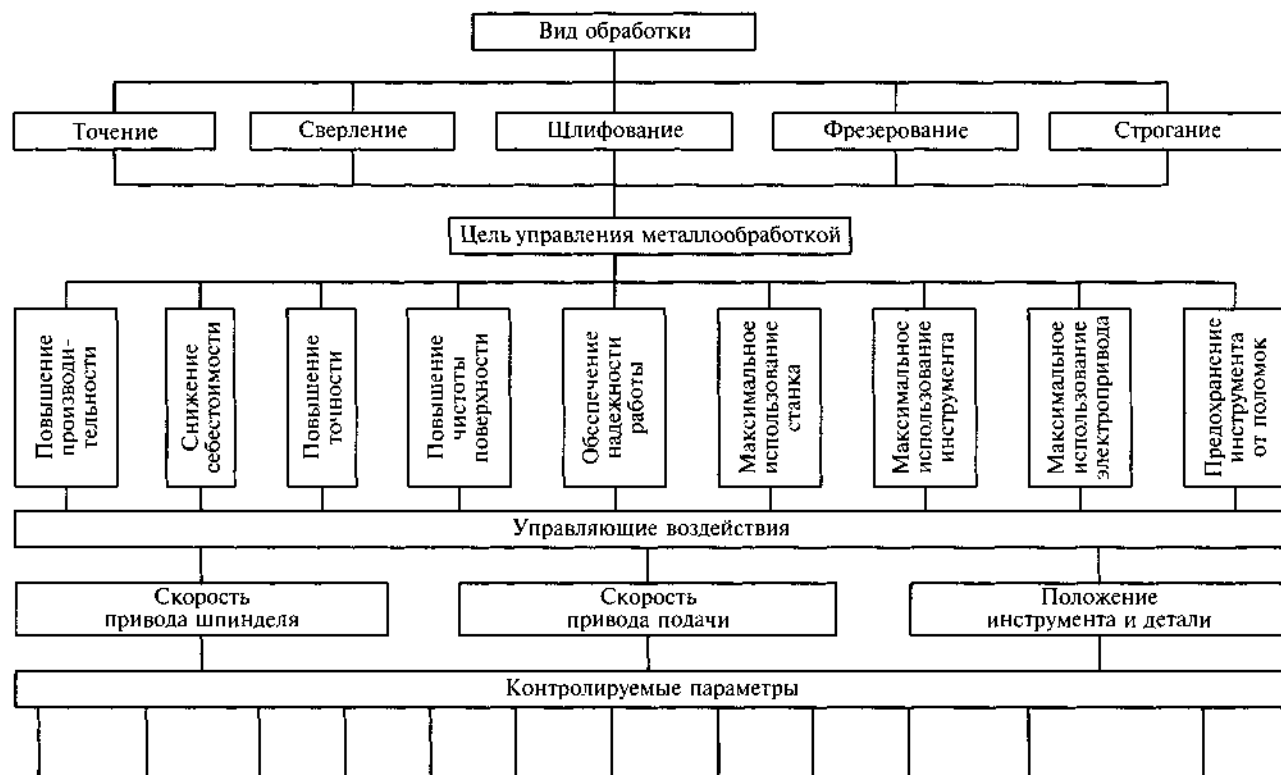 Вид обработки
Точение
Сверление
Шлифование
Фрезерование
Строгание
Цель управления металлообработкой
Повышение
производи-
тельности
Снижение
себестоимости
Повышение
точности
Повышение
чистоты
поверхности
Обеспечение
надежности
работы
Максимальное
использование
станка
Максимальное
использование
инструмента
Максимальное
использование
электропривода
Предохранение
инструмента
от поломок
Управляющие воздействия
Скорость
привода шпинделя
Скорость
привода подачи
Положение
инструмента и детали
Контролируемые параметры